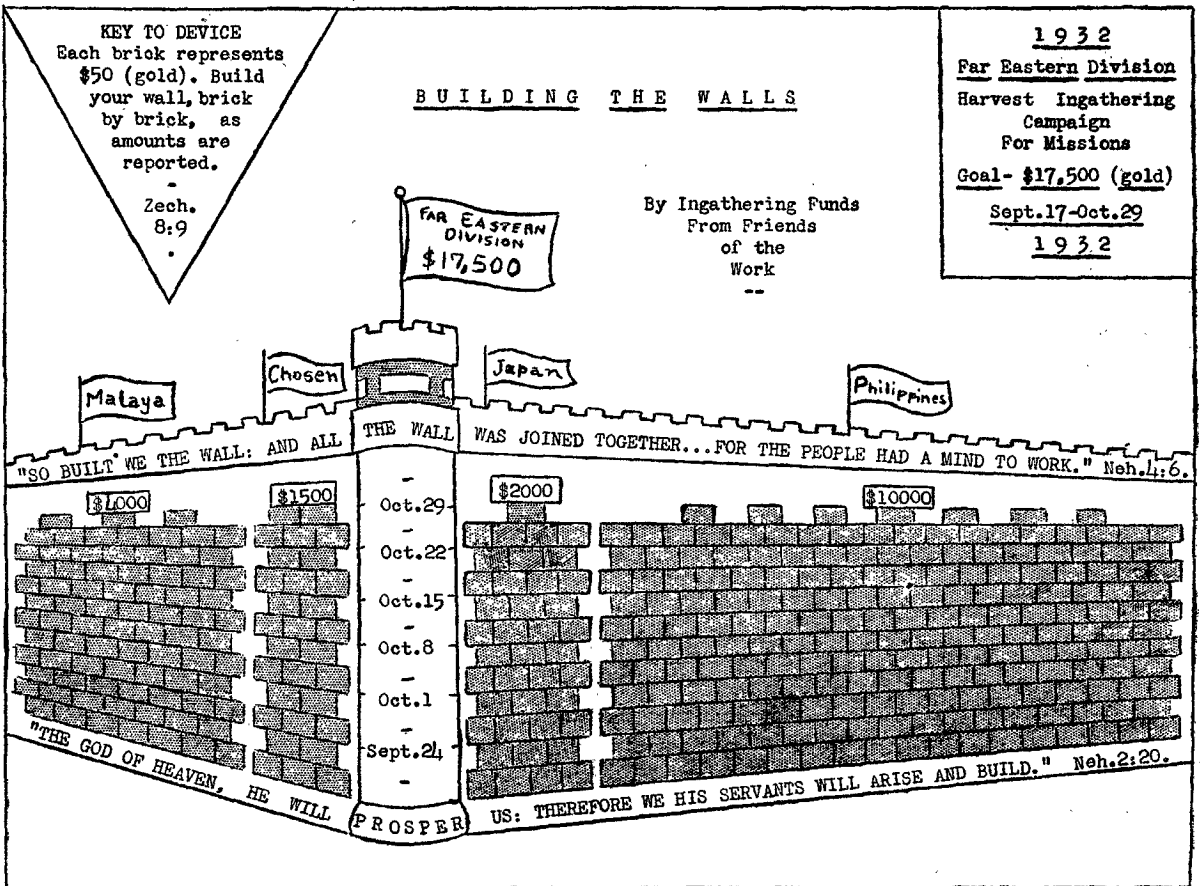 KEY TO DEVICE
Each brick represents
$50 (gold). Build
your wall, brick
by brick, as
amounts are
reported.
-
Zech.
8:9
.
BUILDING THE WALLS
By Ingathering Funds
From Friends
of the
Work
--
1932
Far Eastern Division
Harvest Ingathering
Campaign
For Missions
Goal- $17,500 (gold)
Sept.17-Oct.29
1932
FAR EASTERN
DIVISION
$17,500
Malaya
Chosen
Japan
Philippines
"SO BUILT WE THE WALL: AND ALL THE WALL WAS JOINED TOGETHER...FOR THE PEOPLE HAD A MIND TO WORK." Neh.4:6.
$4000
$1500
$2000
$10000
-
Oct.29
-
Oct.22
-
Oct.15
-
Oct.8
-
Oct.1
-
Sept.24
-
"THE GOD OF HEAVEN, HE WILL PROSPER US: THEREFORE WE HIS SERVANTS WILL ARISE AND BUILD." Neh.2:20.